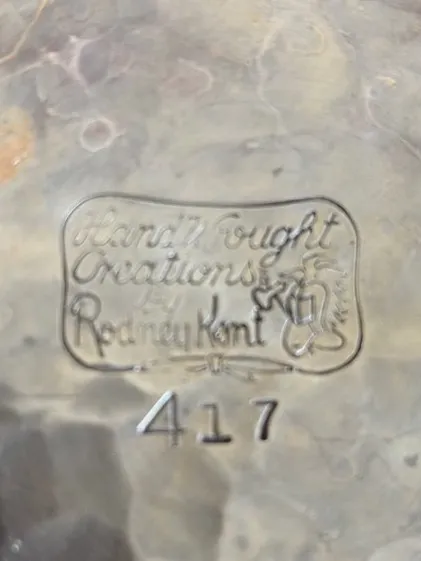 Hand Wrought
Creations
by
Rodney Kent
417